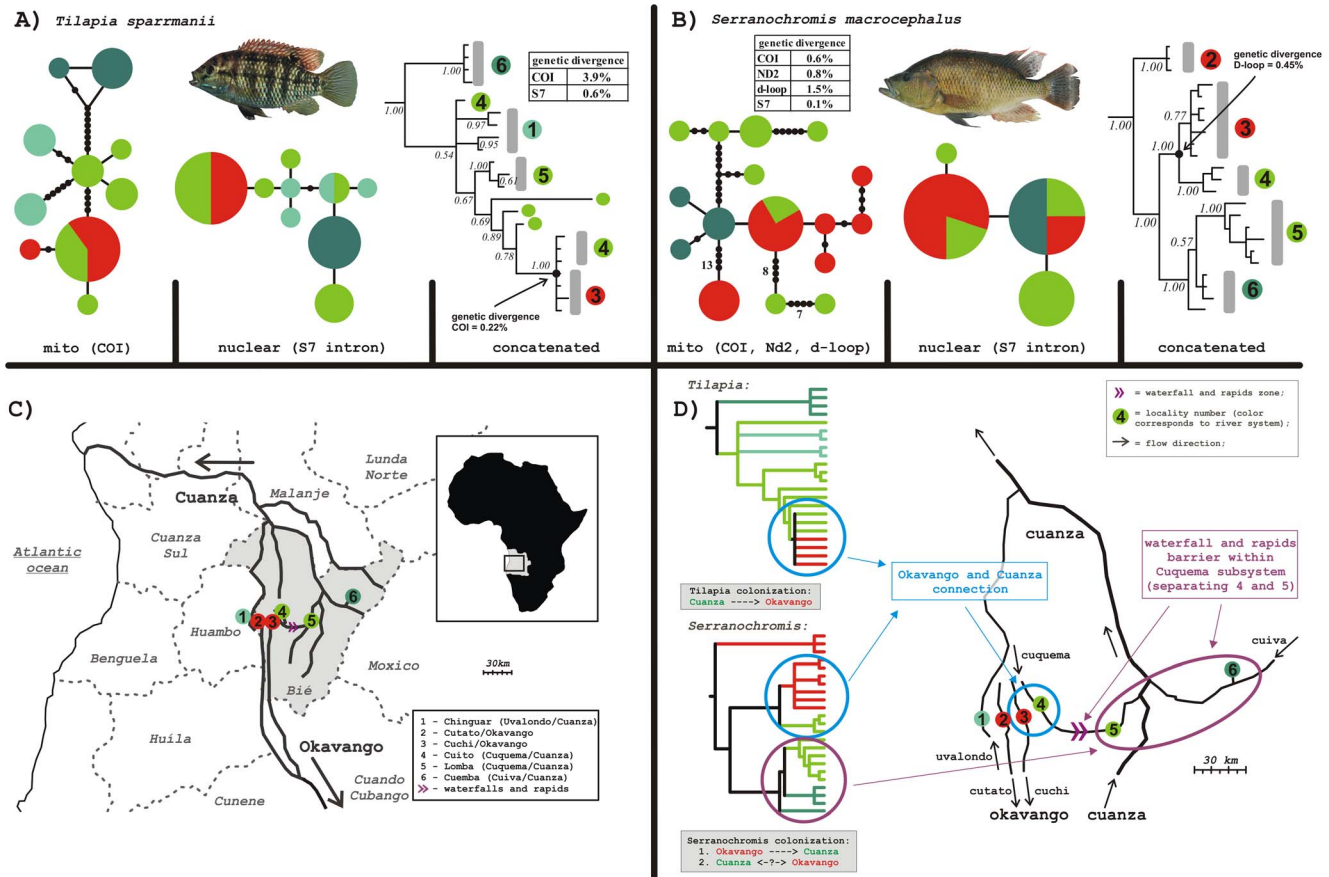 A) Tilapia sparrmanii
genetic divergence
COI 3.9%
S7 0.6%
1.00
6
1.00
4
0.97
1
0.95
0.54
1.00
5
0.61
0.67
0.69
0.89
0.78
4
1.00
3
genetic divergence
COI = 0.22%
mito (COI)
nuclear (S7 intron)
concatenated
B) Serranochromis macrocephalus
genetic divergence
COI 0.6%
ND2 0.8%
d-loop 1.5%
S7 0.1%
13
8
7
genetic divergence
D-loop = 0.45%
1.00
2
1.00
0.77
3
1.00
1.00
4
1.00
1.00
5
0.57
1.00
6
mito (COI, Nd2, d-loop)
nuclear (S7 intron)
concatenated
C)
Lunda
Norte
Cuanza
Malanje
Cuanza
Sul
Atlantic
ocean
6
1
2
3
4
5
Huambo
Benguela
Moxico
30km
Bié
Huíla
Okavango
Cuando
Cubango
Cunene
1 - Chinguar (Uvalondo/Cuanza)
2 - Cutato/Okavango
3 - Cuchi/Okavango
4 - Cuito (Cuquema/Cuanza)
5 - Lomba (Cuquema/Cuanza)
6 - Cuemba (Cuiva/Cuanza)
- waterfalls and rapids
D)
Tilapia:
Tilapia colonization:
Cuanza ----> Okavango
Serranochromis:
Serranochromis colonization:
1. Okavango ----> Cuanza
2. Cuanza <-?-> Okavango
= waterfall and rapids zone;
4 = locality number (color
corresponds to river system);
= flow direction;
cuanza
Okavango and Cuanza
connection
waterfall and rapids
barrier within
Cuquema subsystem
(separating 4 and 5)
cuquema
cuiva
6
4
1
2
3
5
uvalondo
30 km
cutato
cuchi
okavango
cuanza